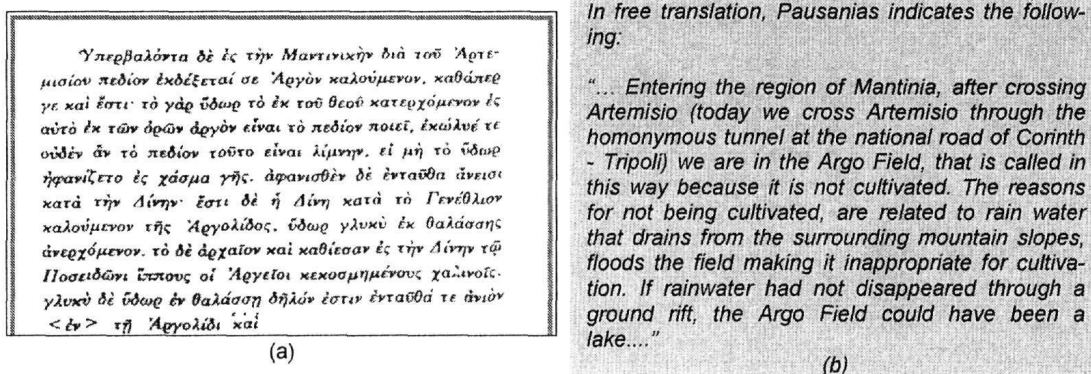 Ὑπερβαλόντα δὲ ἐς τὴν Μαντινικὴν διὰ τοῦ Ἀρτε-
μισίου πεδίον ἐκδέξεταί σε Ἀργὸν καλούμενον, καθάπερ
γε καὶ ἔστι· τὸ γὰρ ὕδωρ τὸ ἐκ τοῦ θεοῦ κατερχόμενον ἐς
αὐτὸ ἐκ τῶν ὀρῶν ἀργὸν εἶναι τὸ πεδίον ποιεῖ, ἐκώλυέ τε
οὐδὲν ἂν τὸ πεδίον τοῦτο εἶναι λίμνην, εἰ μὴ τὸ ὕδωρ
ἠφανίζετο ἐς χάσμα γῆς. ἀφανισθὲν δὲ ἐνταῦθα ἄνεισι
κατὰ τὴν Δίνην· ἔστι δὲ ἡ Δίνη κατὰ τὸ Γενέθλιον
καλούμενον τῆς Ἀργολίδος, ὕδωρ γλυκὺ ἐκ θαλάσσης
ἀνερχόμενον. τὸ δὲ ἀρχαῖον καὶ καθίεσαν ἐς τὴν Δίνην τῷ
Ποσειδῶνι ἵππους οἱ Ἀργεῖοι κεκοσμημένους χαλινοῖς.
γλυκὺ δὲ ὕδωρ ἐν θαλάσσῃ δῆλόν ἐστιν ἐνταῦθά τε ἀνιὸν
<ἐν> τῇ Ἀργολίδι καὶ
(a)
In free translation, Pausanias indicates the follow-
ing:
"... Entering the region of Mantinia, after crossing
Artemisio (today we cross Artemisio through the
homonymous tunnel at the national road of Corinth
- Tripoli) we are in the Argo Field, that is called in
this way because it is not cultivated. The reasons
for not being cultivated, are related to rain water
that drains from the surrounding mountain slopes,
floods the field making it inappropriate for cultiva-
tion. If rainwater had not disappeared through a
ground rift, the Argo Field could have been a
lake...."
(b)